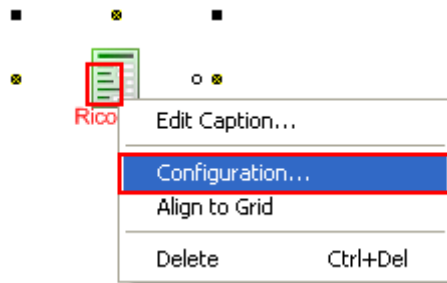 Rico
Edit Caption...
Configuration...
Align to Grid
Delete Ctrl+Del